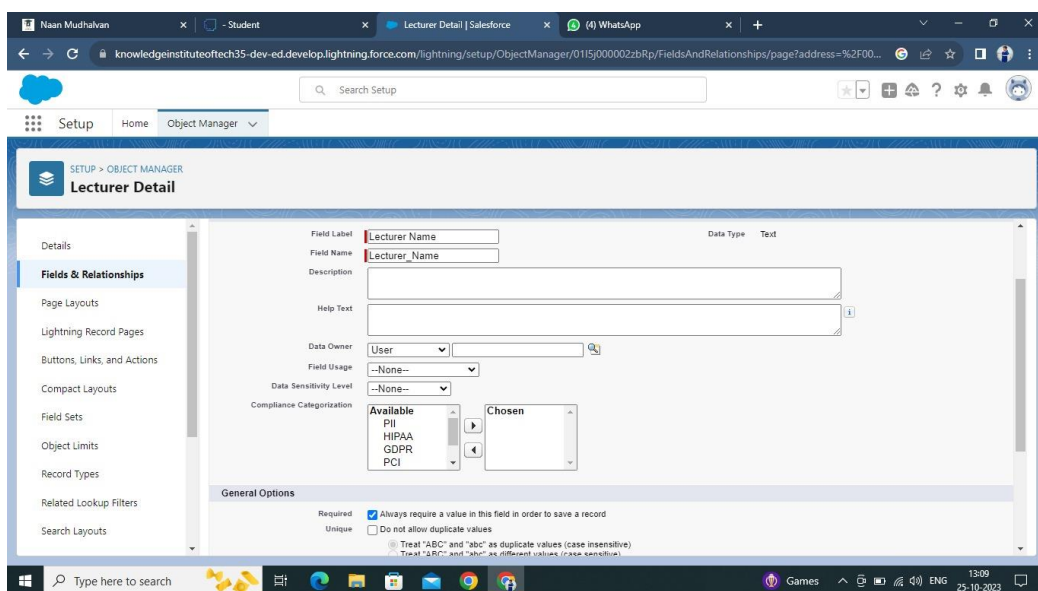 Naan Mudhalvan
- Student
Lecturer Detail | Salesforce
(4) WhatsApp
knowledgeinstituteoftech35-dev-ed.develop.lightning.force.com/lightning/setup/ObjectManager/01I5j000002zbRp/FieldsAndRelationships/page?address=%2F00...
Search Setup
Setup
Home
Object Manager
SETUP > OBJECT MANAGER
Lecturer Detail
Details
Fields & Relationships
Page Layouts
Lightning Record Pages
Buttons, Links, and Actions
Compact Layouts
Field Sets
Object Limits
Record Types
Related Lookup Filters
Search Layouts
Field Label Lecturer Name Data Type Text
Field Name Lecturer_Name
Description
Help Text
Data Owner User
Field Usage --None--
Data Sensitivity Level --None--
Compliance Categorization
Available Chosen
PII
HIPAA
GDPR
PCI
General Options
Required Always require a value in this field in order to save a record
Unique Do not allow duplicate values
Treat "ABC" and "abc" as duplicate values (case insensitive)
Treat "ABC" and "abc" as different values (case sensitive)
Type here to search
Games
ENG
13:09
25-10-2023